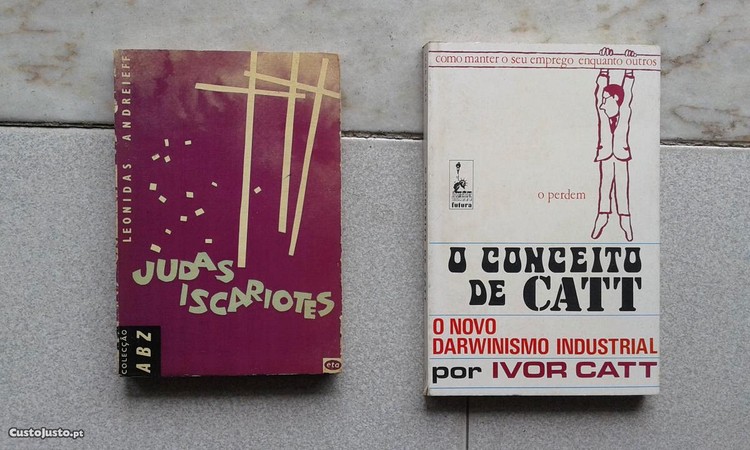 LEONIDAS ANDREIEFF
JUDAS
ISCARIOTES
COLECÇÃO
ABZ
eta
como manter o seu emprego enquanto outros
o perdem
futura
O CONCEITO
DE CATT
O NOVO
DARWINISMO INDUSTRIAL
por IVOR CATT
CustoJusto.pt